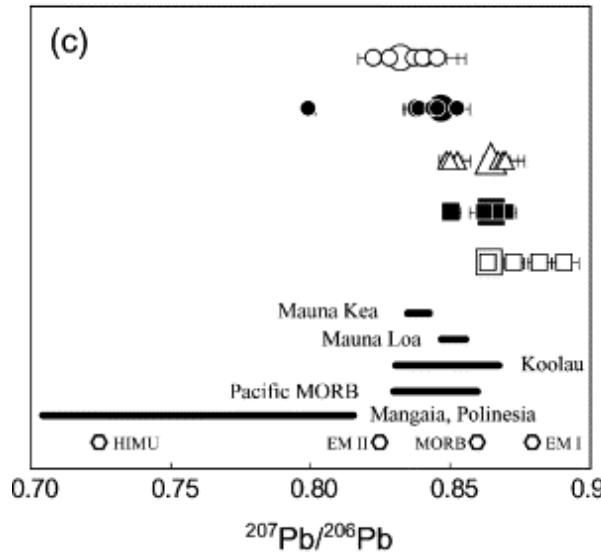 (c)
Mauna Kea
Mauna Loa
Koolau
Pacific MORB
Mangaia, Polinesia
HIMU EM II MORB EM I
0.70 0.75 0.80 0.85 0.9
²⁰⁷Pb/²⁰⁶Pb